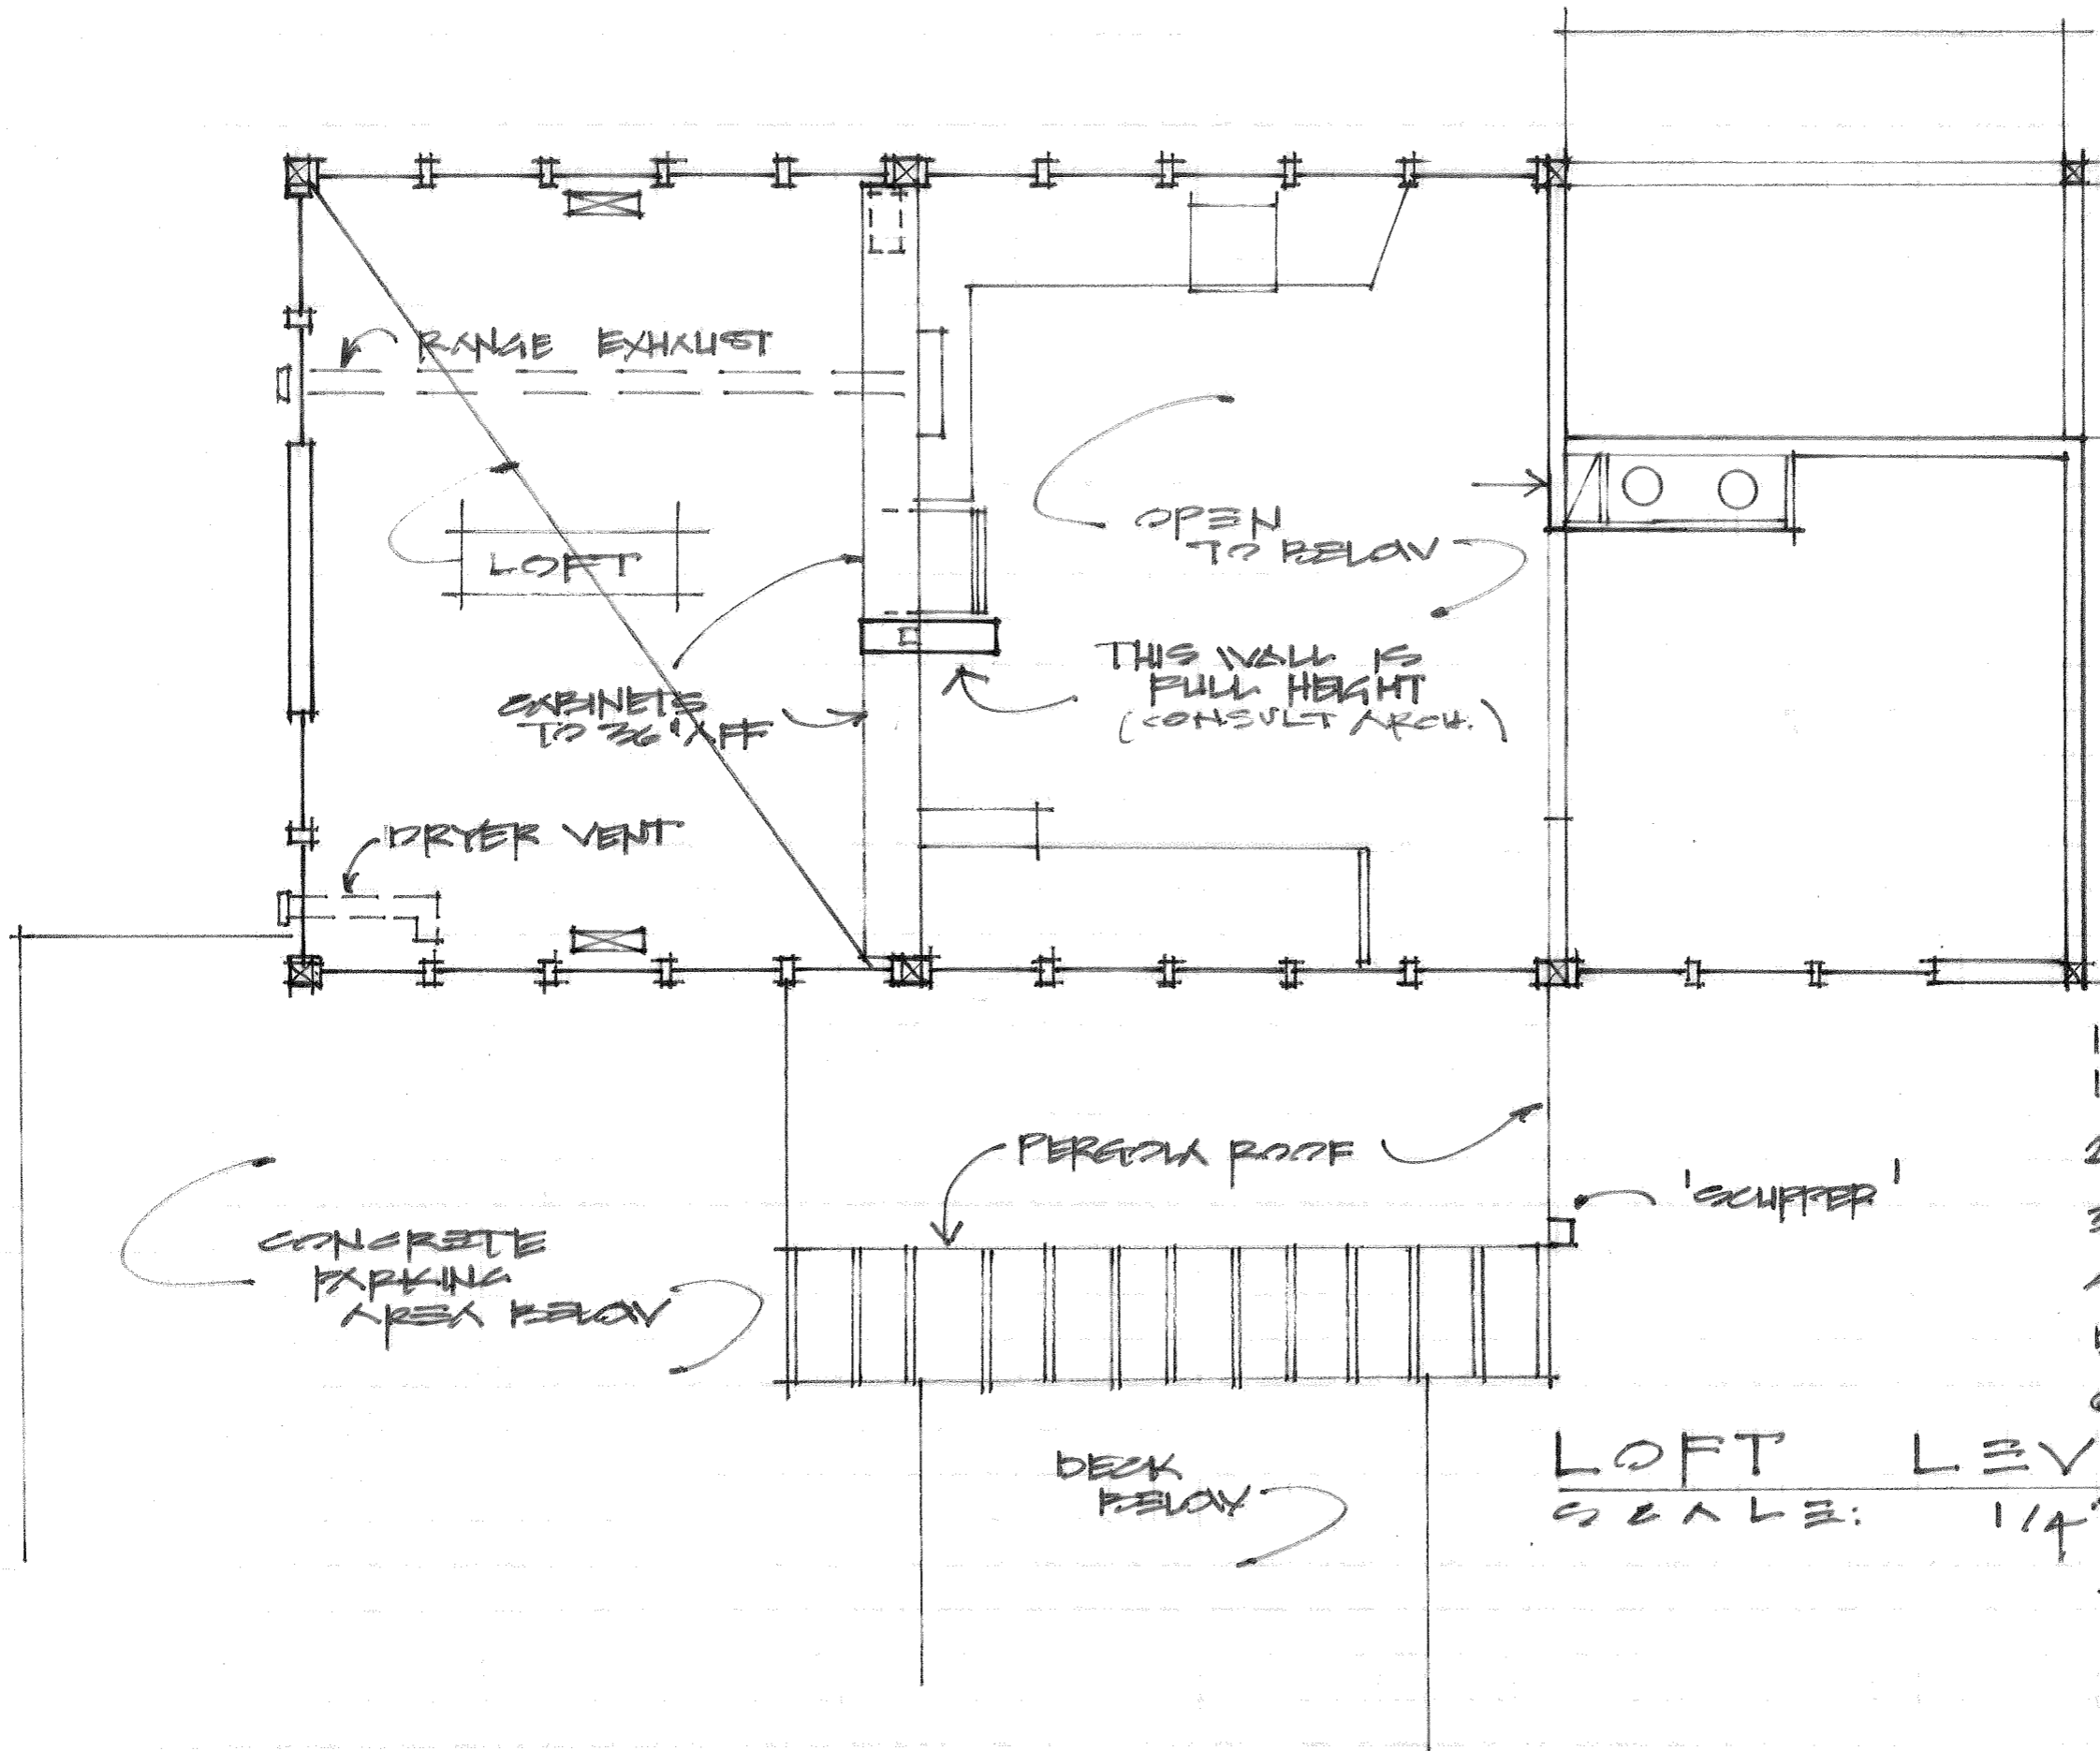 RANGE EXHAUST
LOFT
OPEN
TO BELOW
THIS WALL IS
FULL HEIGHT
(CONSULT ARCH.)
CABINETS
TO 36" AFF
DRYER VENT
PERGOLA ROOF
'SCUPPER'
CONCRETE
PARKING
AREA BELOW
DECK
BELOW
LOFT LEV
SCALE: 1/4"